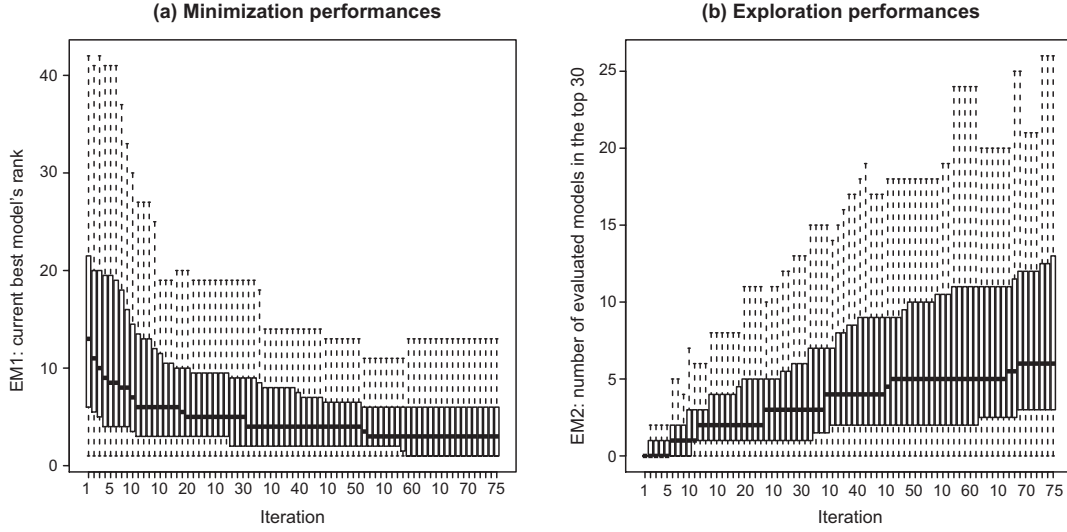 (a) Minimization performances
EM1: current best model's rank
40
30
20
10
0
1 5 10 10 20 10 30 10 40 10 50 10 60 10 70 75
Iteration
(b) Exploration performances
EM2: number of evaluated models in the top 30
25
20
15
10
5
0
1 5 10 10 20 10 30 10 40 10 50 10 60 10 70 75
Iteration